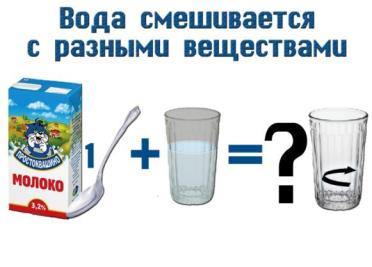 Вода смешивается
с разными веществами
ПРОСТОКВАШИНО
МОЛОКО
3,2%
1 + = ?